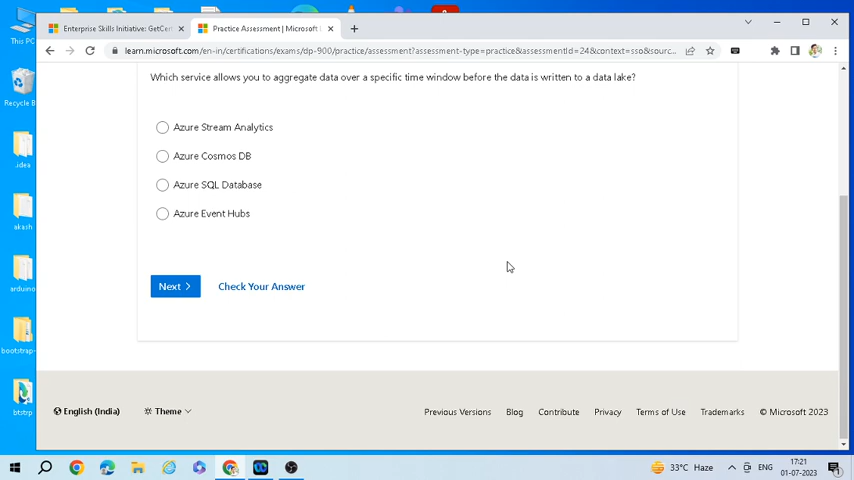 This PC
Recycle B
.idea
akash
arduino
bootstrap-
btstrp
Enterprise Skills Initiative: GetCert
Practice Assessment | Microsoft
learn.microsoft.com/en-in/certifications/exams/dp-900/practice/assessment?assessment-type=practice&assessmentId=24&context=sso&sourc...
Which service allows you to aggregate data over a specific time window before the data is written to a data lake?
Azure Stream Analytics
Azure Cosmos DB
Azure SQL Database
Azure Event Hubs
Next
Check Your Answer
English (India)
Theme
Previous Versions Blog Contribute Privacy Terms of Use Trademarks © Microsoft 2023
33°C Haze
ENG
17:21
01-07-2023
1